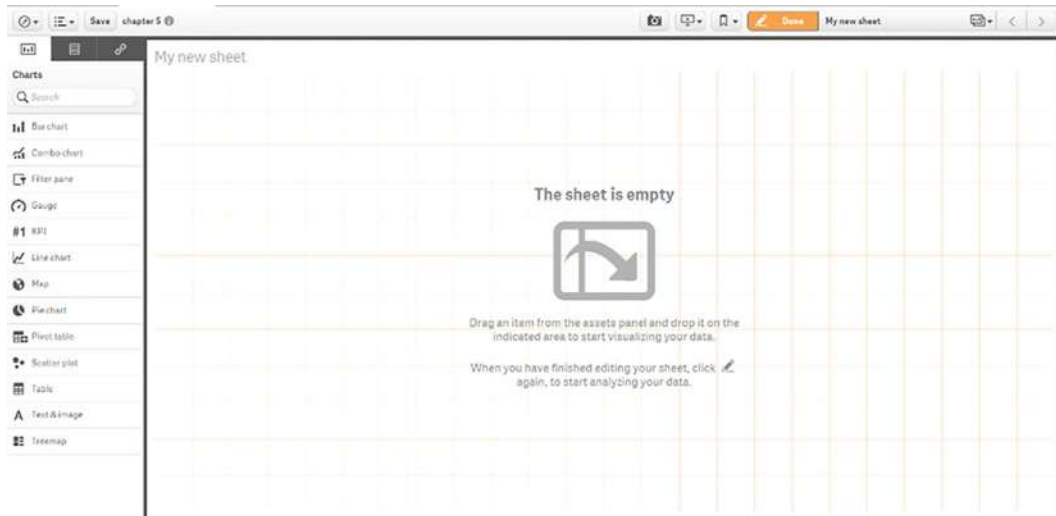 Save chapter 5
Done My new sheet
My new sheet
Charts
Search
Bar chart
Combo chart
Filter pane
Gauge
#1 KPI
Line chart
Map
Pie chart
Pivot table
Scatter plot
Table
A Text & image
Treemap
The sheet is empty
Drag an item from the assets panel and drop it on the
indicated area to start visualizing your data.
When you have finished editing your sheet, click
again, to start analyzing your data.